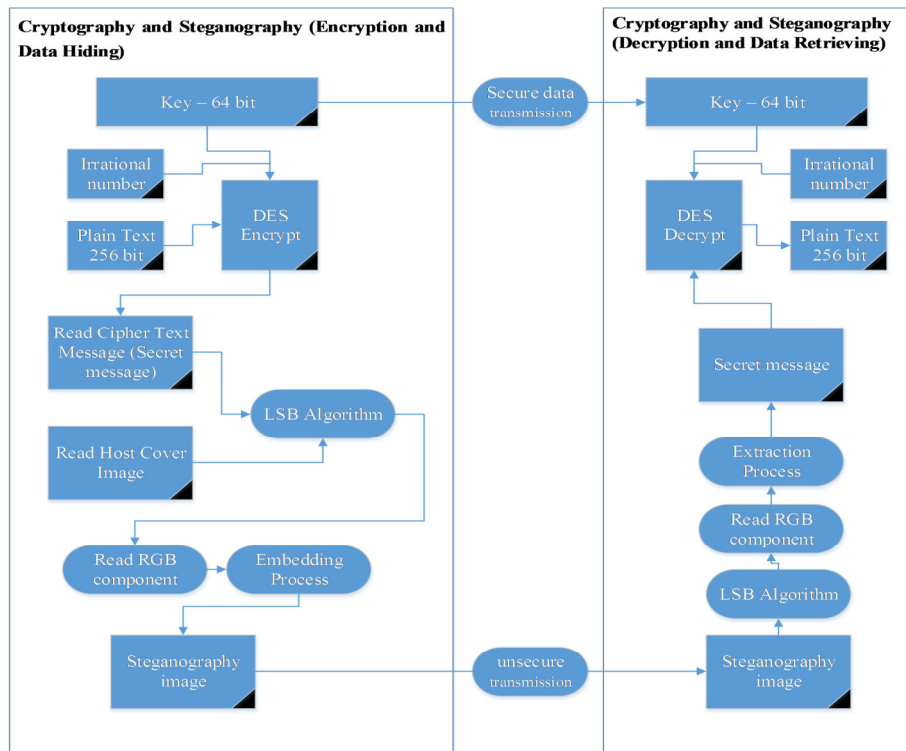 Cryptography and Steganography (Encryption and
Data Hiding)
Key – 64 bit
Irrational
number
Plain Text
256 bit
DES
Encrypt
Read Cipher Text
Message (Secret
message)
LSB Algorithm
Read Host Cover
Image
Read RGB
component
Embedding
Process
Steganography
image
Secure data
transmission
unsecure
transmission
Cryptography and Steganography
(Decryption and Data Retrieving)
Key – 64 bit
Irrational
number
DES
Decrypt
Plain Text
256 bit
Secret message
Extraction
Process
Read RGB
component
LSB Algorithm
Steganography
image